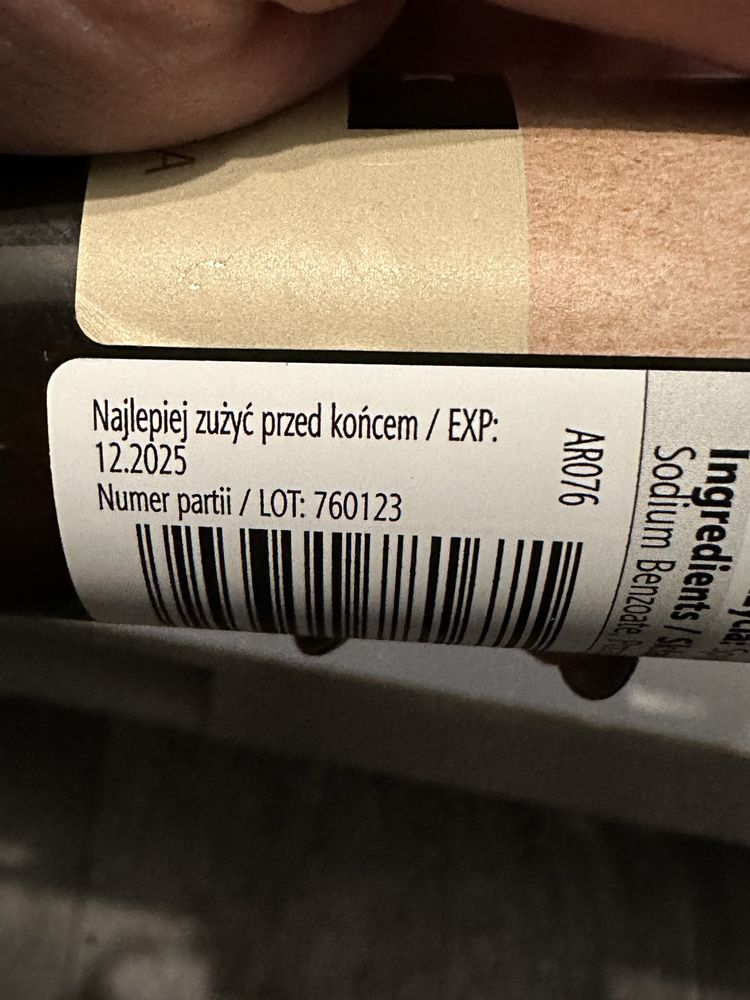 A
Najlepiej zużyć przed końcem / EXP:
12.2025
Numer partii / LOT: 760123
AR076
Ingredients /
Sodium Benzoate,